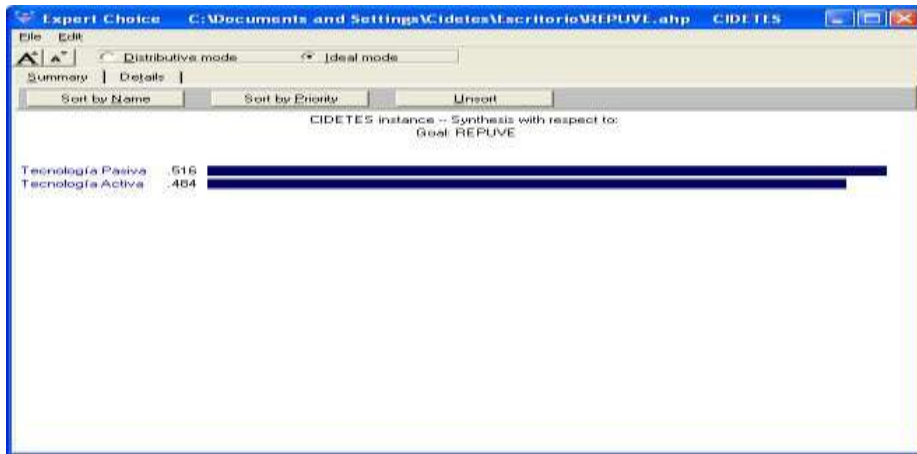 Expert Choice C:\Documents and Settings\Cidetes\Escritorio\REPUVE.ahp CIDETES
File Edit
A A Distributive mode Ideal mode
Summary Details
Sort by Name Sort by Priority Unsort
CIDETES instance -- Synthesis with respect to:
Goal: REPUVE
Tecnología Pasiva .516
Tecnología Activa .484